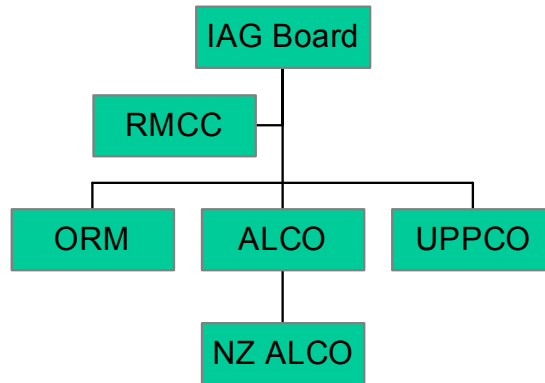 IAG Board
RMCC
ORM
ALCO
UPPCO
NZ ALCO